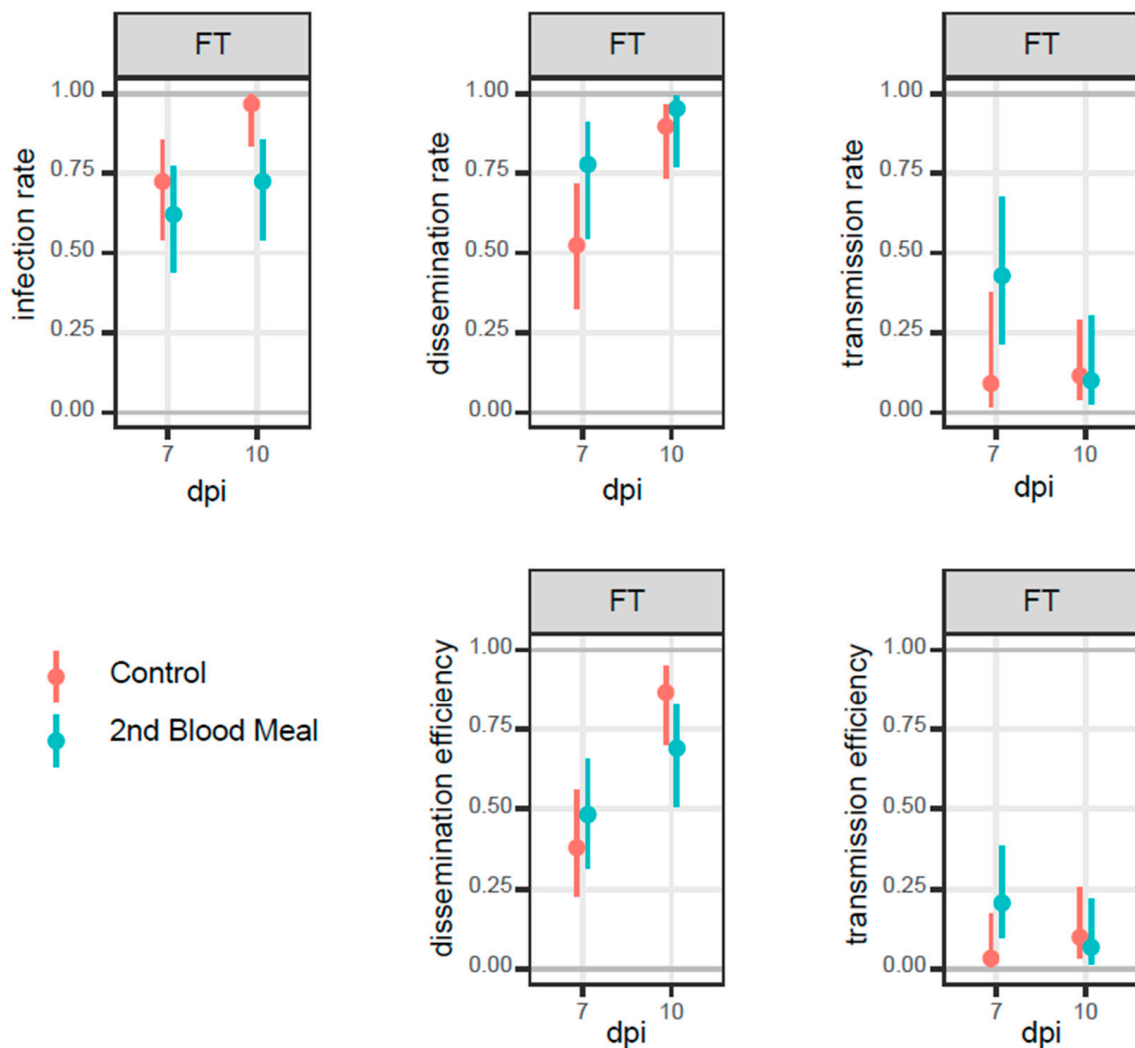 FT
infection rate
1.00
0.75
0.50
0.25
0.00
7 10
dpi
FT
dissemination rate
1.00
0.75
0.50
0.25
0.00
7 10
dpi
FT
transmission rate
1.00
0.75
0.50
0.25
0.00
7 10
dpi
Control
2nd Blood Meal
FT
dissemination efficiency
1.00
0.75
0.50
0.25
0.00
7 10
dpi
FT
transmission efficiency
1.00
0.75
0.50
0.25
0.00
7 10
dpi